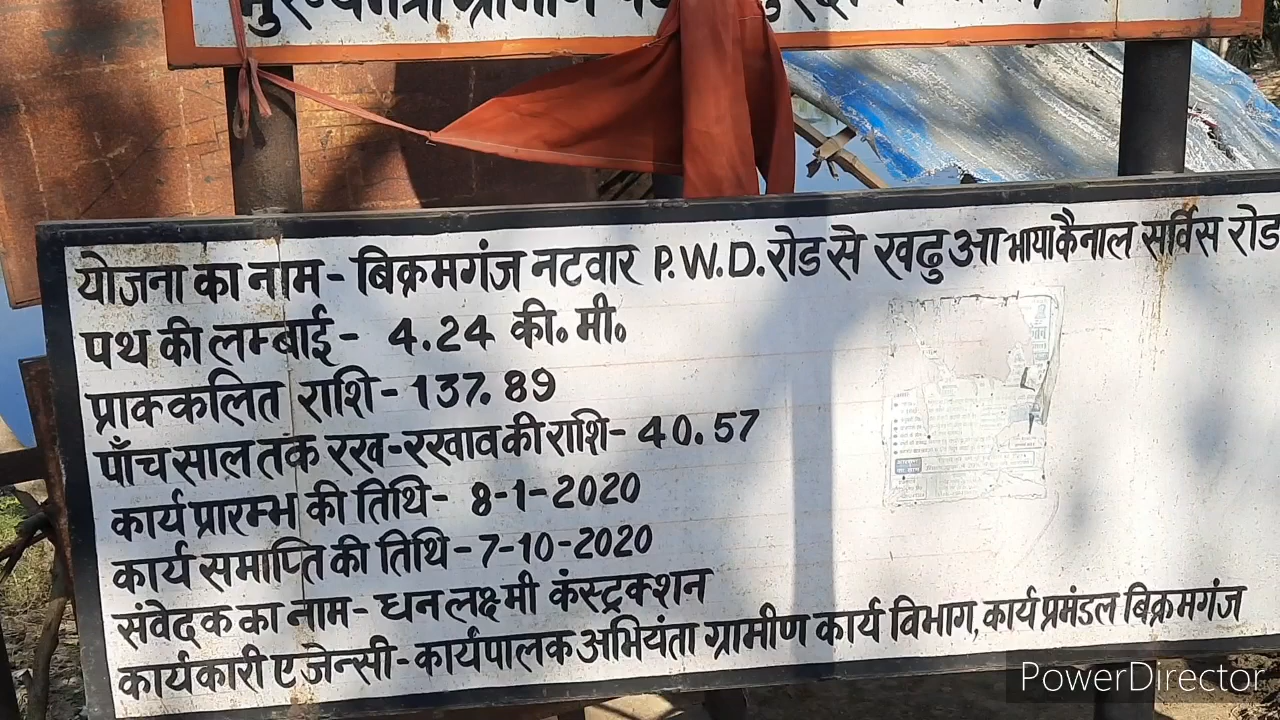 मुख्यमंत्री ग्रामीण
योजना का नाम - बिक्रमगंज नटवार P.W.D. रोड से खढुआ भाया कैनाल सर्विस रोड
पथ की लम्बाई - 4.24 की॰ मी॰
प्राक्कलित राशि - 137.89
पाँच साल तक रख-रखाव की राशि - 40.57
कार्य प्रारम्भ की तिथि - 8-1-2020
कार्य समाप्ति की तिथि - 7-10-2020
संवेदक का नाम - धन लक्ष्मी कंस्ट्रक्शन
कार्यकारी एजेन्सी - कार्यपालक अभियंता ग्रामीण कार्य विभाग, कार्य प्रमंडल बिक्रमगंज
PowerDirector